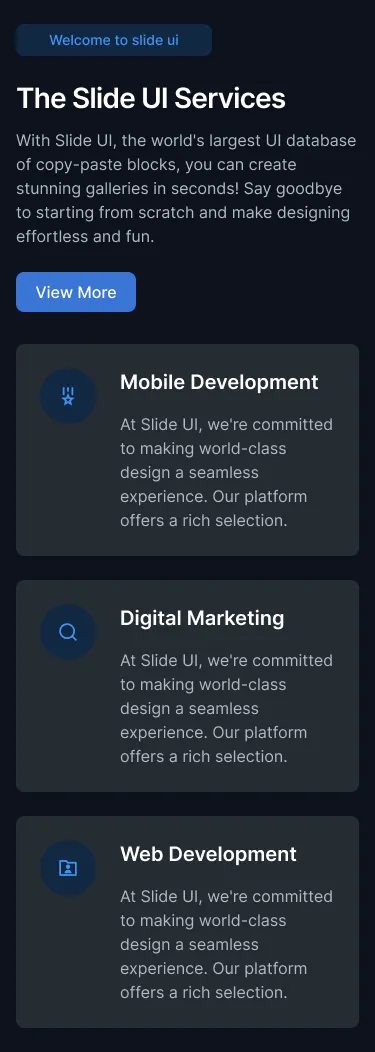 Welcome to slide ui
The Slide UI Services
With Slide UI, the world's largest UI database
of copy-paste blocks, you can create
stunning galleries in seconds! Say goodbye
to starting from scratch and make designing
effortless and fun.
View More
Mobile Development
At Slide UI, we're committed
to making world-class
design a seamless
experience. Our platform
offers a rich selection.
Digital Marketing
At Slide UI, we're committed
to making world-class
design a seamless
experience. Our platform
offers a rich selection.
Web Development
At Slide UI, we're committed
to making world-class
design a seamless
experience. Our platform
offers a rich selection.